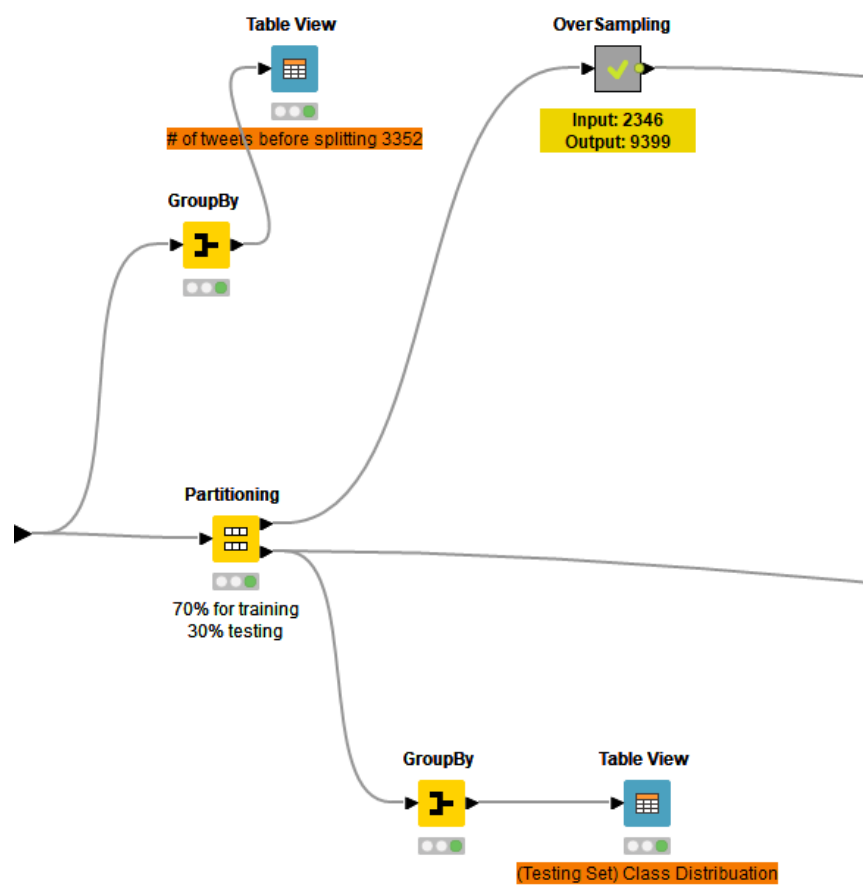 Table View
OverSampling
Input: 2346
Output: 9399
# of tweets before splitting 3352
GroupBy
Partitioning
70% for training
30% testing
GroupBy
Table View
(Testing Set) Class Distribuation